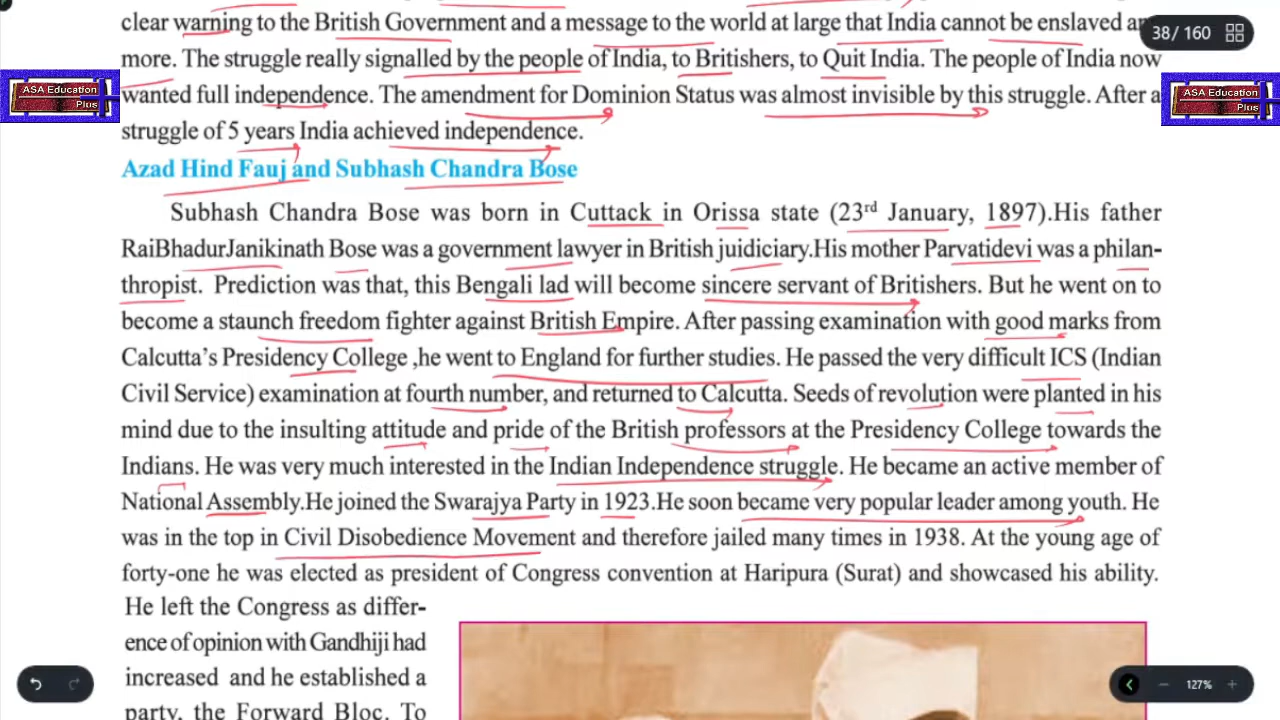 clear warning to the British Government and a message to the world at large that India cannot be enslaved
38/ 160
more. The struggle really signalled by the people of India, to Britishers, to Quit India. The people of India now
ASA Education
Plus
ASA Education
Plus
wanted full independence. The amendment for Dominion Status was almost invisible by this struggle. After a
struggle of 5 years India achieved independence.
Azad Hind Fauj and Subhash Chandra Bose
Subhash Chandra Bose was born in Cuttack in Orissa state (23rd January, 1897).His father
RaiBhadurJanikinath Bose was a government lawyer in British juidiciary.His mother Parvatidevi was a philan-
thropist. Prediction was that, this Bengali lad will become sincere servant of Britishers. But he went on to
become a staunch freedom fighter against British Empire. After passing examination with good marks from
Calcutta's Presidency College ,he went to England for further studies. He passed the very difficult ICS (Indian
Civil Service) examination at fourth number, and returned to Calcutta. Seeds of revolution were planted in his
mind due to the insulting attitude and pride of the British professors at the Presidency College towards the
Indians. He was very much interested in the Indian Independence struggle. He became an active member of
National Assembly.He joined the Swarajya Party in 1923.He soon became very popular leader among youth. He
was in the top in Civil Disobedience Movement and therefore jailed many times in 1938. At the young age of
forty-one he was elected as president of Congress convention at Haripura (Surat) and showcased his ability.
He left the Congress as differ-
ence of opinion with Gandhiji had
increased and he established a
party, the Forward Bloc. To
127%